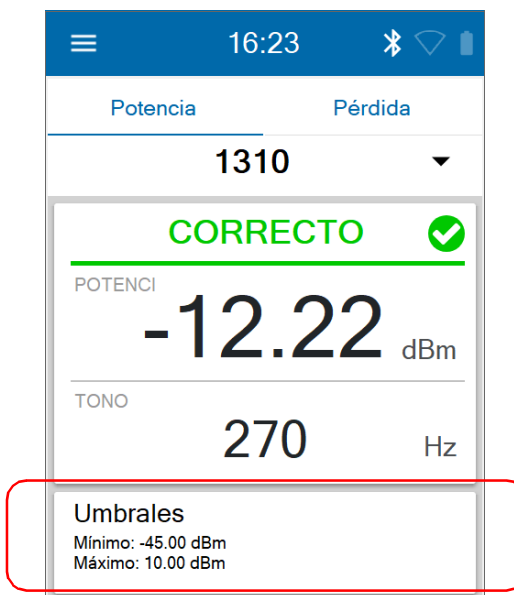 16:23
Potencia Pérdida
1310
CORRECTO
POTENCI
-12.22 dBm
TONO
270 Hz
Umbrales
Mínimo: -45.00 dBm
Máximo: 10.00 dBm